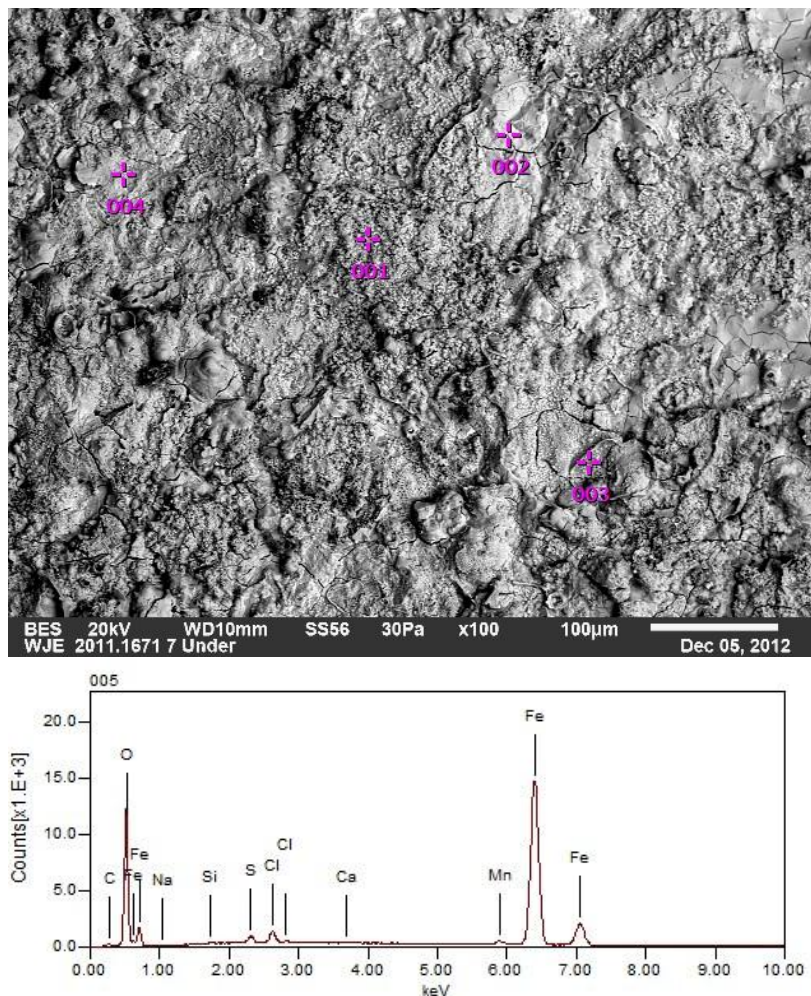 002
004
001
003
BES 20kV WD10mm SS56 30Pa x100 100µm
WJE 2011.1671 7 Under Dec 05, 2012
005
20.0
15.0
10.0
5.0
0.0
Counts[x1.E+3]
C
O
Fe
Fe
Na
Si
S
Cl
Cl
Ca
Mn
Fe
Fe
0.00 1.00 2.00 3.00 4.00 5.00 6.00 7.00 8.00 9.00 10.00
keV